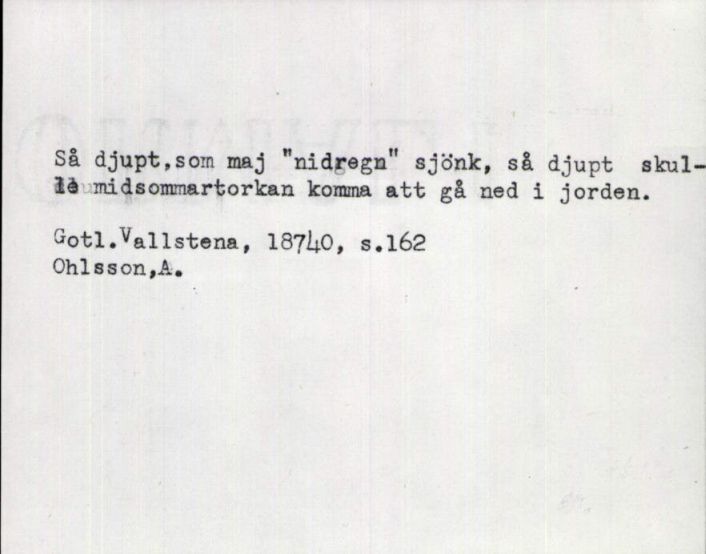 Så djupt,som maj "nidregn" sjönk, så djupt skul-
le midsommartorkan komma att gå ned i jorden.
Gotl.Vallstena, 18740, s.162
Ohlsson,A.